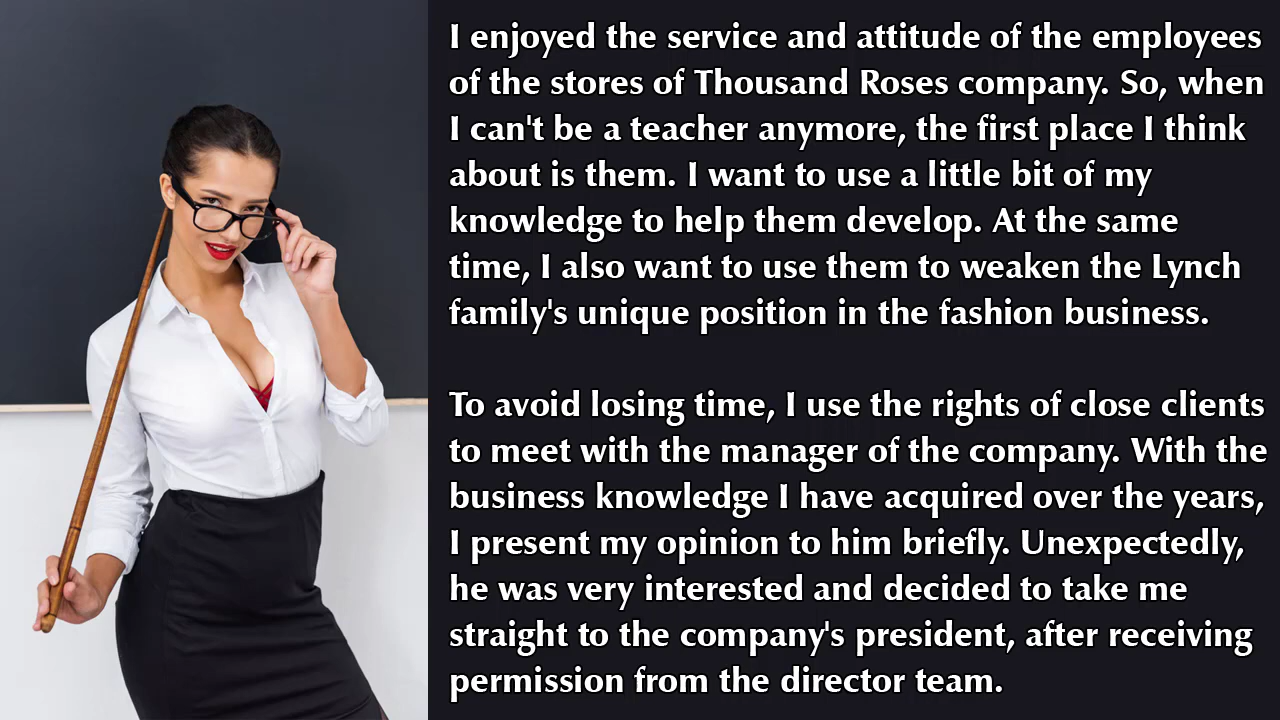 I enjoyed the service and attitude of the employees
of the stores of Thousand Roses company. So, when
I can't be a teacher anymore, the first place I think
about is them. I want to use a little bit of my
knowledge to help them develop. At the same
time, I also want to use them to weaken the Lynch
family's unique position in the fashion business.
To avoid losing time, I use the rights of close clients
to meet with the manager of the company. With the
business knowledge I have acquired over the years,
I present my opinion to him briefly. Unexpectedly,
he was very interested and decided to take me
straight to the company's president, after receiving
permission from the director team.